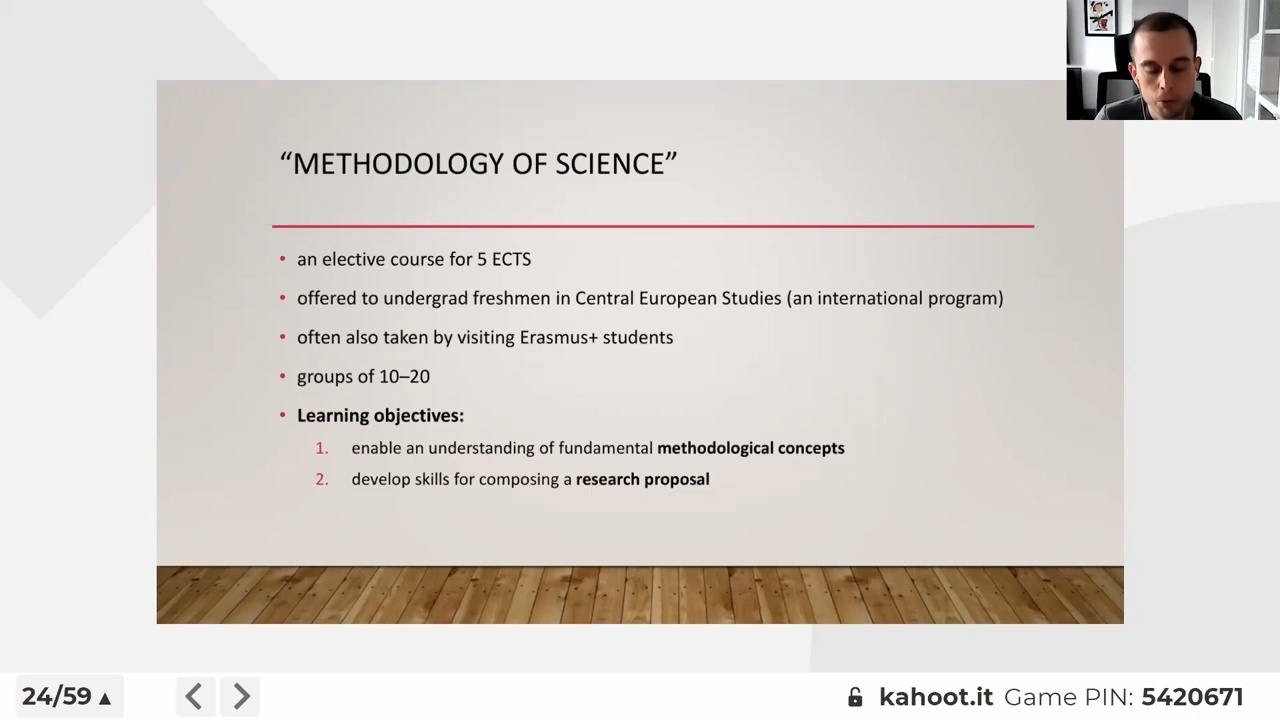 “METHODOLOGY OF SCIENCE”
• an elective course for 5 ECTS
• offered to undergrad freshmen in Central European Studies (an international program)
• often also taken by visiting Erasmus+ students
• groups of 10–20
• Learning objectives:
1. enable an understanding of fundamental methodological concepts
2. develop skills for composing a research proposal
24/59 ▲
kahoot.it Game PIN: 5420671